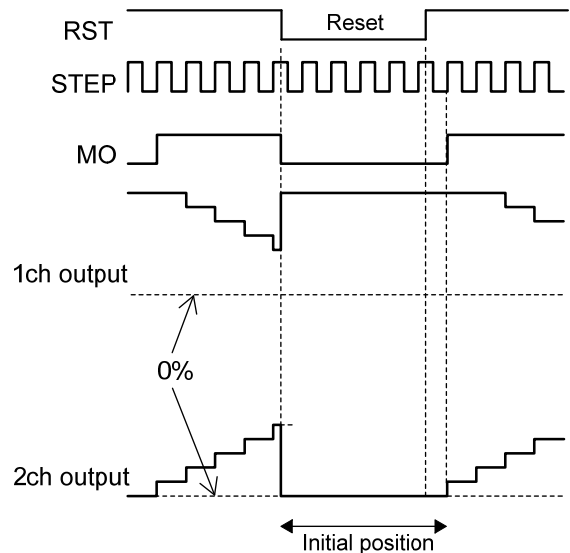 RST
Reset
STEP
MO
1ch output
0%
2ch output
Initial position